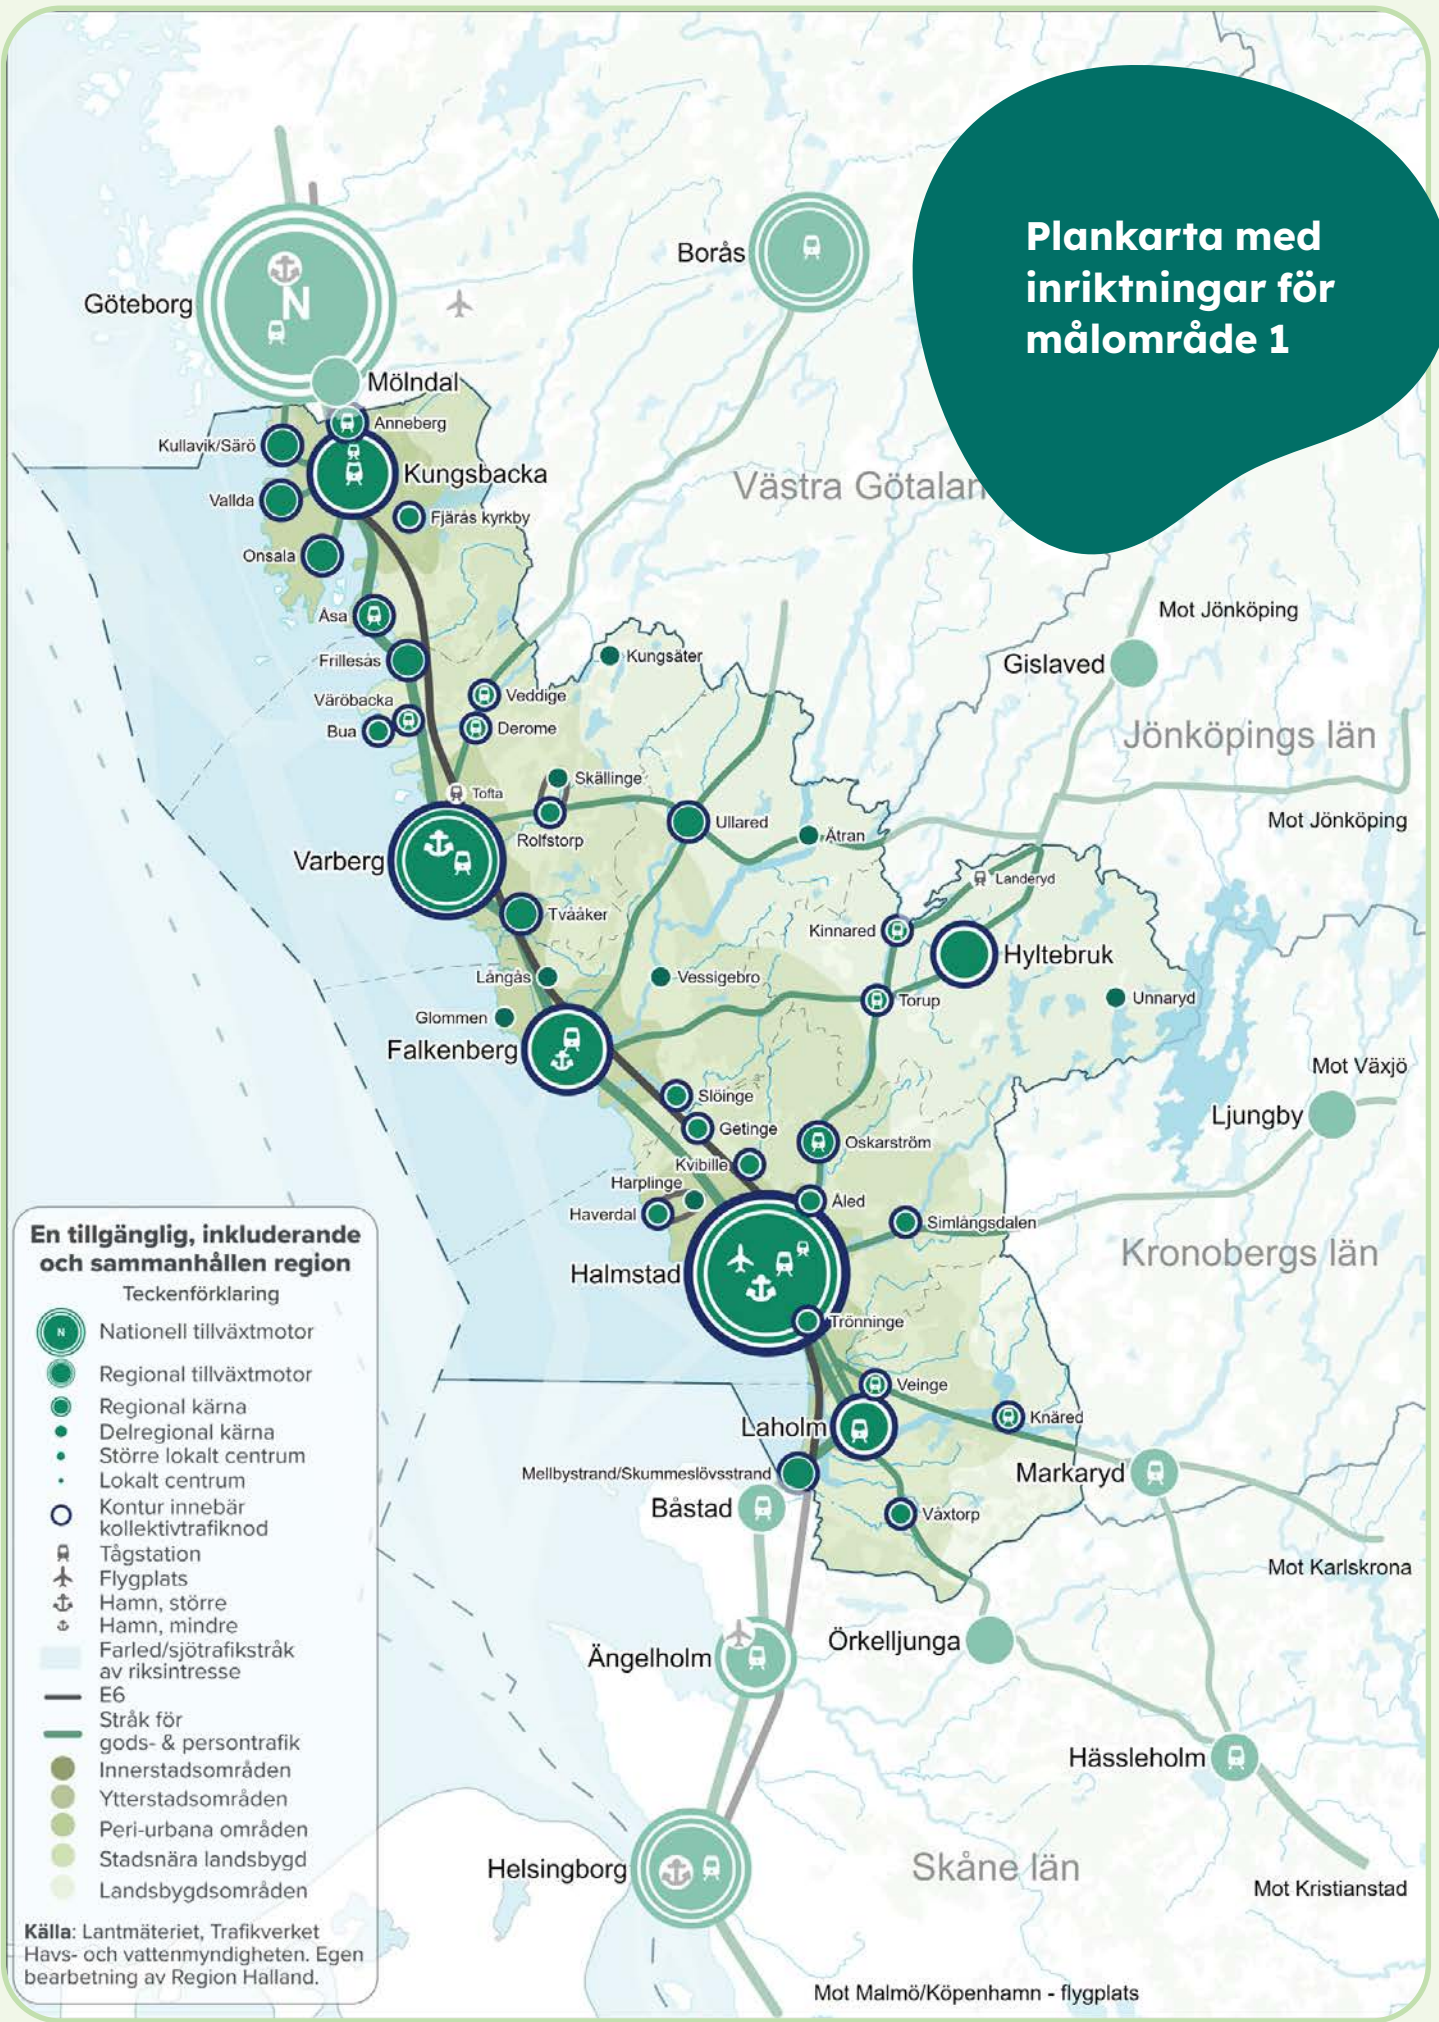 Plankarta med
inriktningar för
målområde 1
Borås
Göteborg
N
Mölndal
Anneberg
Kullavik/Särö
Kungsbacka
Västra Götalan
Vallda
Fjärås kyrkby
Onsala
Åsa
Mot Jönköping
Frillesås
Kungsäter
Gislaved
Veddige
Väröbacka
Bua
Derome
Jönköpings län
Skällinge
Tofta
Ullared
Mot Jönköping
Rolfstorp
Ätran
Varberg
Landeryd
Tvååker
Kinnared
Hyltebruk
Långås
Vessigebro
Torup
Unnaryd
Glommen
Falkenberg
Mot Växjö
Slöinge
Ljungby
Getinge
Oskarström
Kvibille
Harplinge
Åled
Haverdal
Simlångsdalen
Kronobergs län
Halmstad
Trönninge
Veinge
Knäred
Laholm
Mellbystrand/Skummeslövsstrand
Markaryd
Båstad
Våxtorp
Mot Karlskrona
Ängelholm
Örkelljunga
Hässleholm
Helsingborg
Skåne län
Mot Kristianstad
Mot Malmö/Köpenhamn - flygplats
En tillgänglig, inkluderande
och sammanhållen region
Teckenförklaring
N
Nationell tillväxtmotor
Regional tillväxtmotor
Regional kärna
Delregional kärna
Större lokalt centrum
Lokalt centrum
Kontur innebär
kollektivtrafiknod
Tågstation
Flygplats
Hamn, större
Hamn, mindre
Farled/sjötrafikstråk
av riksintresse
E6
Stråk för
gods- & persontrafik
Innerstadsområden
Ytterstadsområden
Peri-urbana områden
Stadsnära landsbygd
Landsbygdsområden
Källa: Lantmäteriet, Trafikverket
Havs- och vattenmyndigheten. Egen
bearbetning av Region Halland.